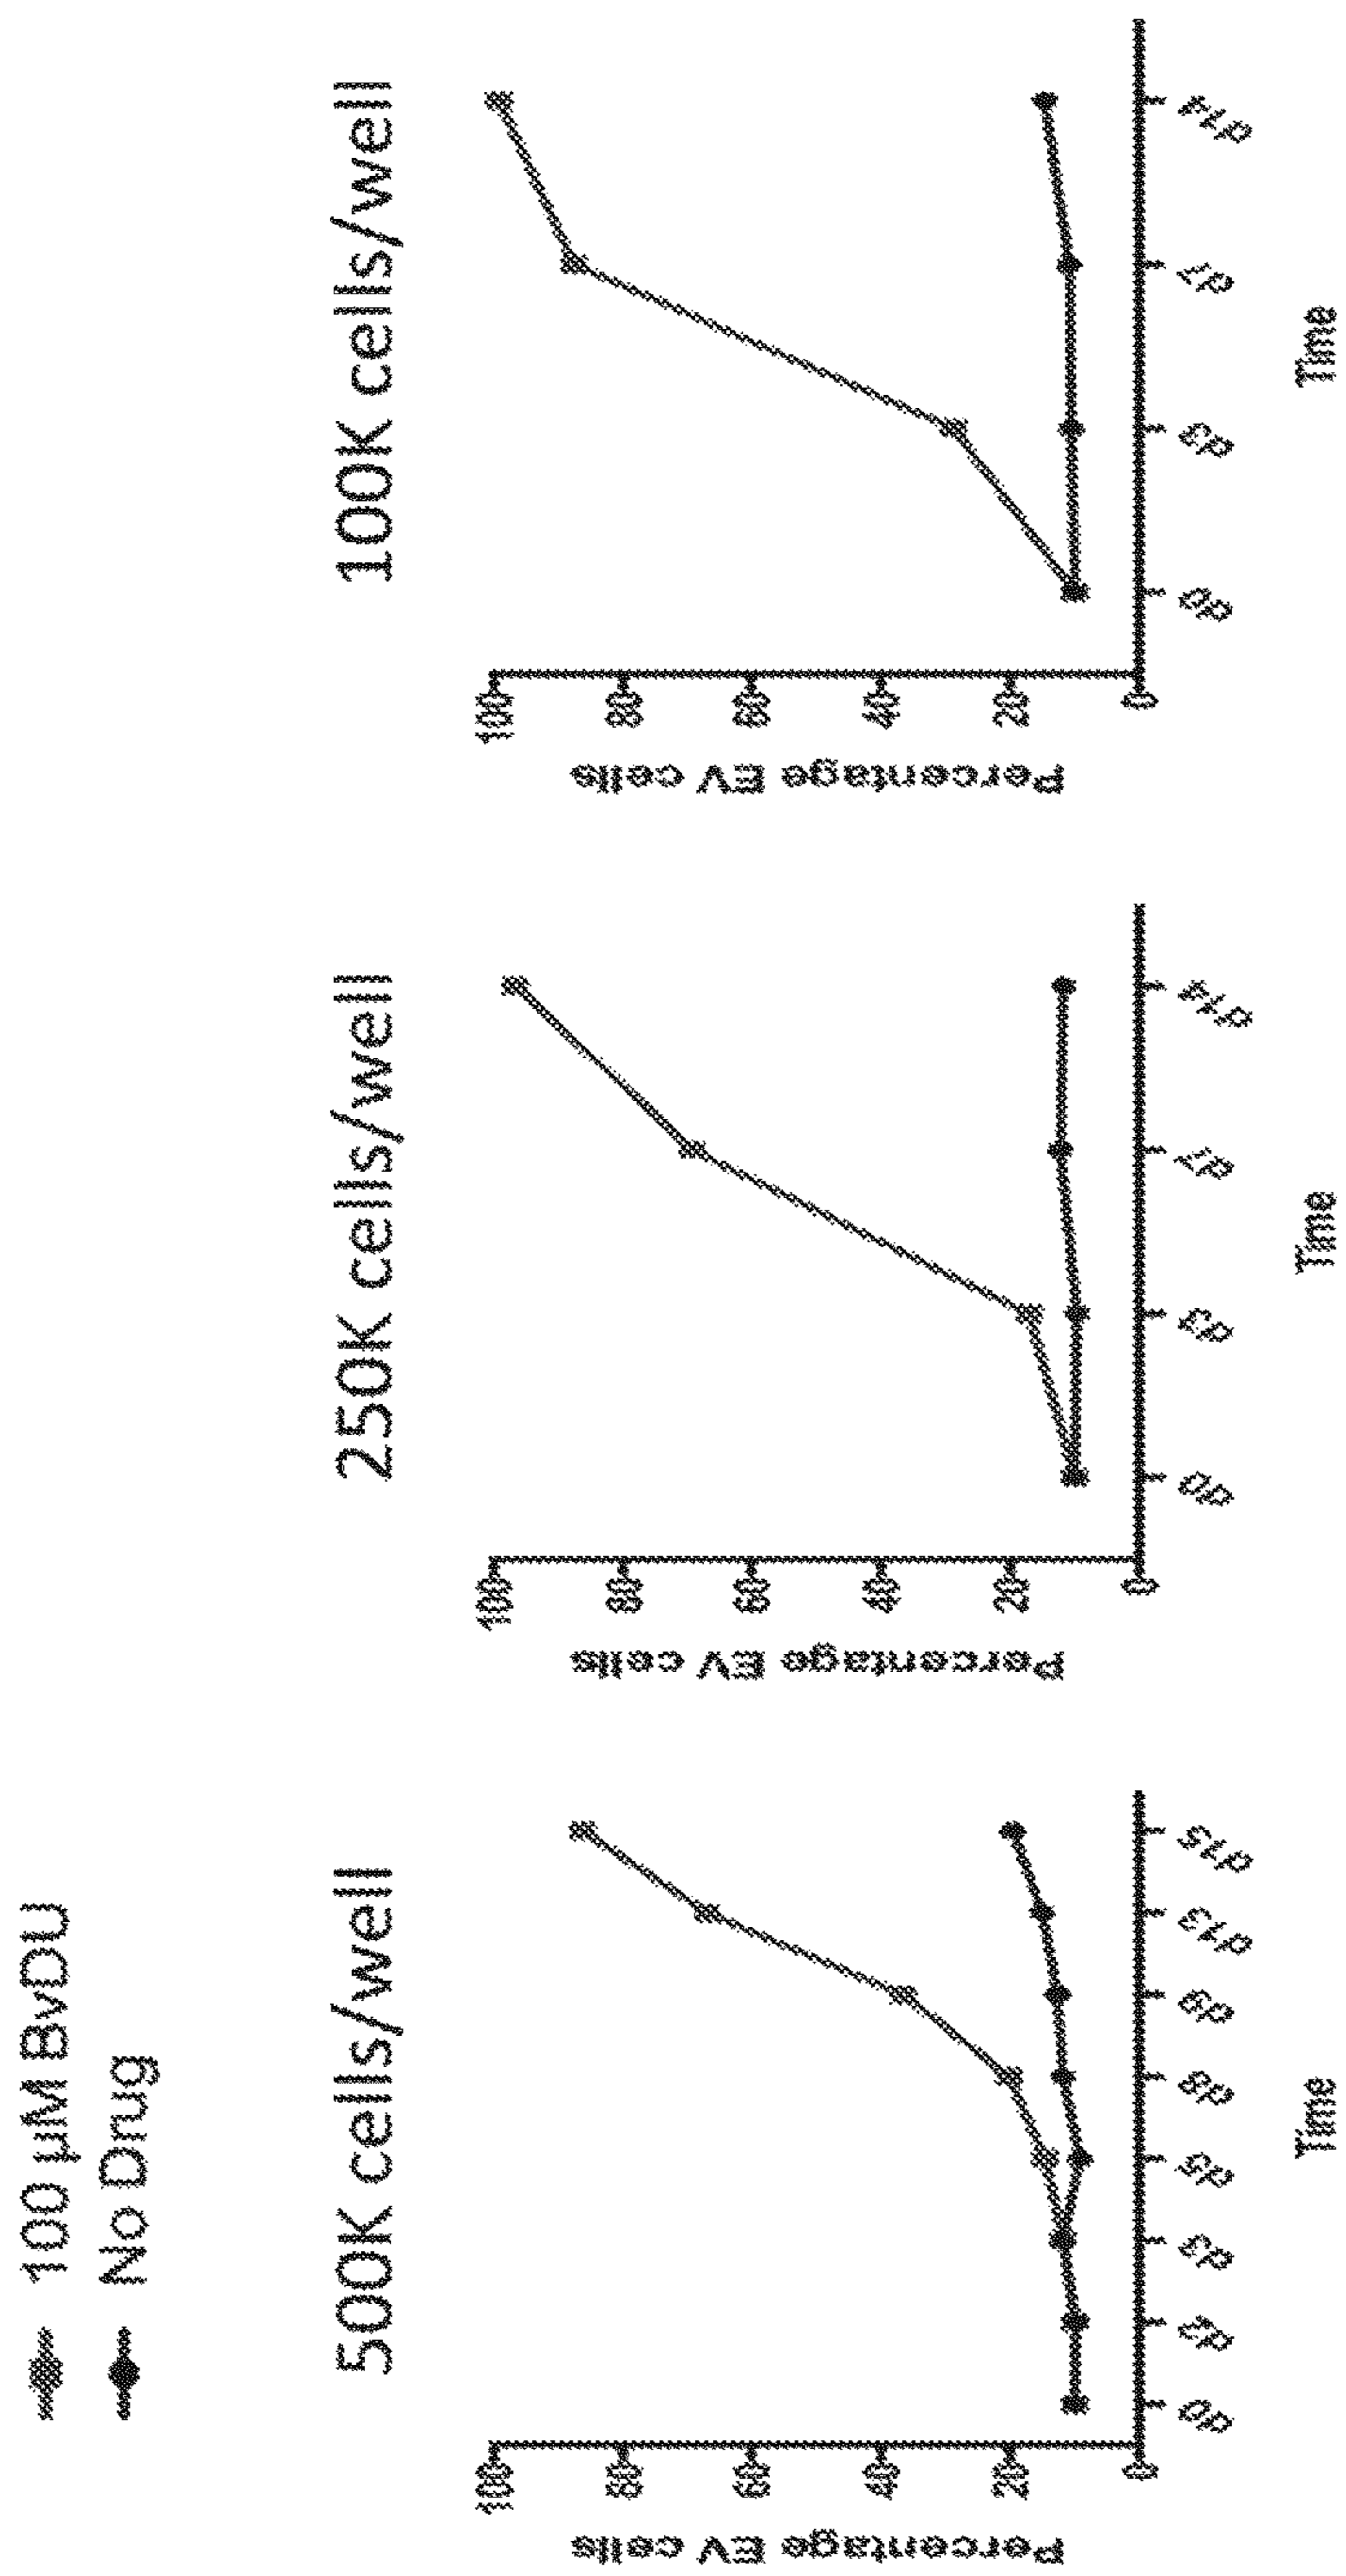 100 µM BvDU
No Drug
500K cells/well
Percentage EV cells
100
80
60
40
20
0
d0
d2
d3
d5
d8
d9
d13
d15
Time
250K cells/well
Percentage EV cells
100
80
60
40
20
0
d0
d3
d7
d14
Time
100K cells/well
Percentage EV cells
100
80
60
40
20
0
d0
d3
d7
d14
Time